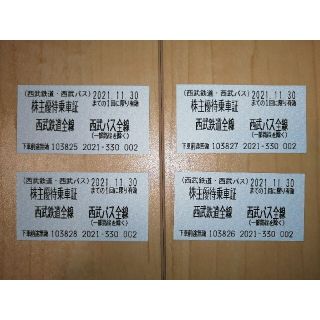 (西武鉄道・西武バス) 2021.11.30
までの1回に限り有効
株主優待乗車証
西武鉄道全線 西武バス全線
(一部路線を除く)
下車前途無効 103825 2021-330 002
(西武鉄道・西武バス) 2021.11.30
までの1回に限り有効
株主優待乗車証
西武鉄道全線 西武バス全線
(一部路線を除く)
下車前途無効 103827 2021-330 002
(西武鉄道・西武バス) 2021.11.30
までの1回に限り有効
株主優待乗車証
西武鉄道全線 西武バス全線
(一部路線を除く)
下車前途無効 103828 2021-330 002
(西武鉄道・西武バス) 2021.11.30
までの1回に限り有効
株主優待乗車証
西武鉄道全線 西武バス全線
(一部路線を除く)
下車前途無効 103826 2021-330 002